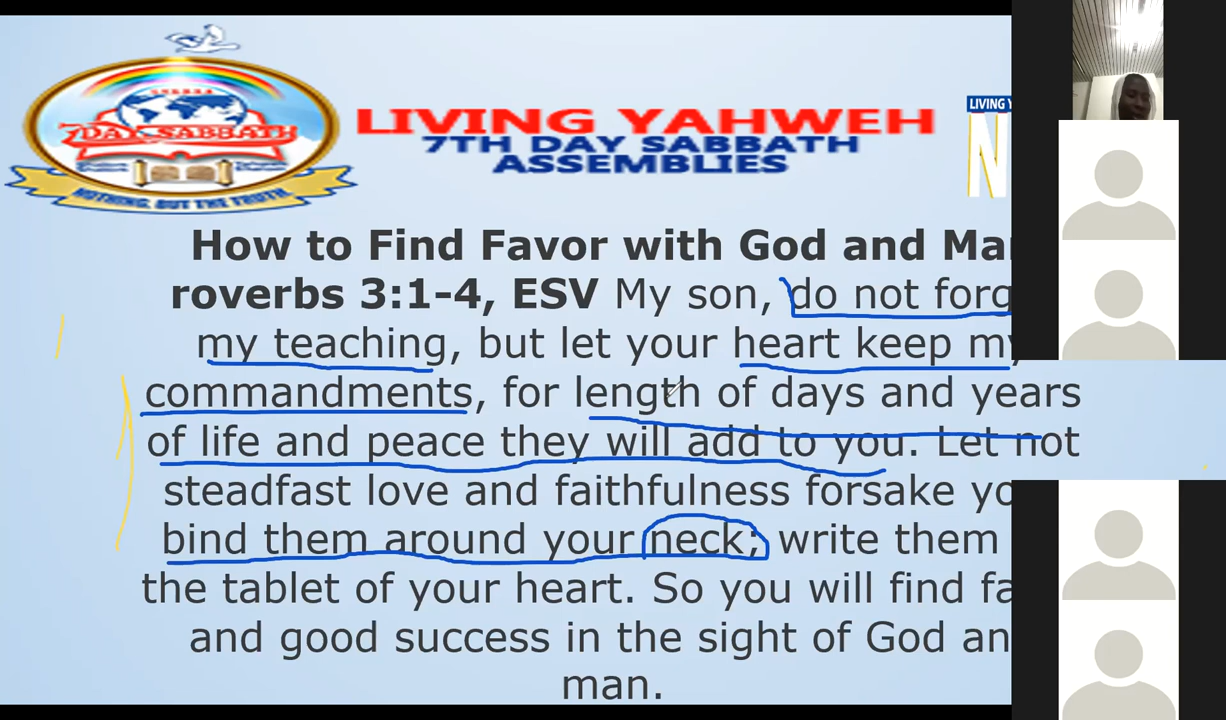 7DAY SABBATH
NOTHING, BUT THE TRUTH
LIVING YAHWEH
7TH DAY SABBATH
ASSEMBLIES
LIVING Y
N
How to Find Favor with God and Ma
roverbs 3:1-4, ESV My son, do not forg
my teaching, but let your heart keep my
commandments, for length of days and years
of life and peace they will add to you. Let not
steadfast love and faithfulness forsake yo
bind them around your neck; write them
the tablet of your heart. So you will find fa
and good success in the sight of God an
man.